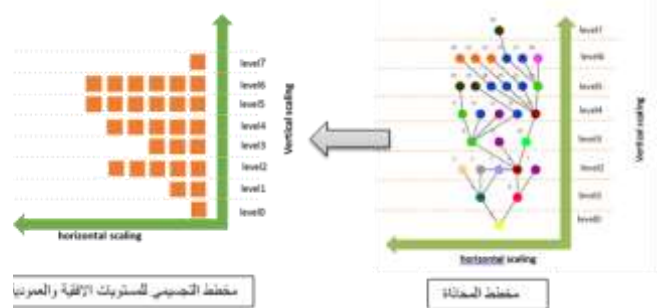 level7
level6
level5
level4
level3
level2
level1
level0
Vertical scaling
horizontal scaling
مخطط التجسيمي للمستويات الافقية والعمودية
level7
level6
level5
level4
level3
level2
level1
level0
Vertical scaling
horizontal scaling
مخطط المحاذاة